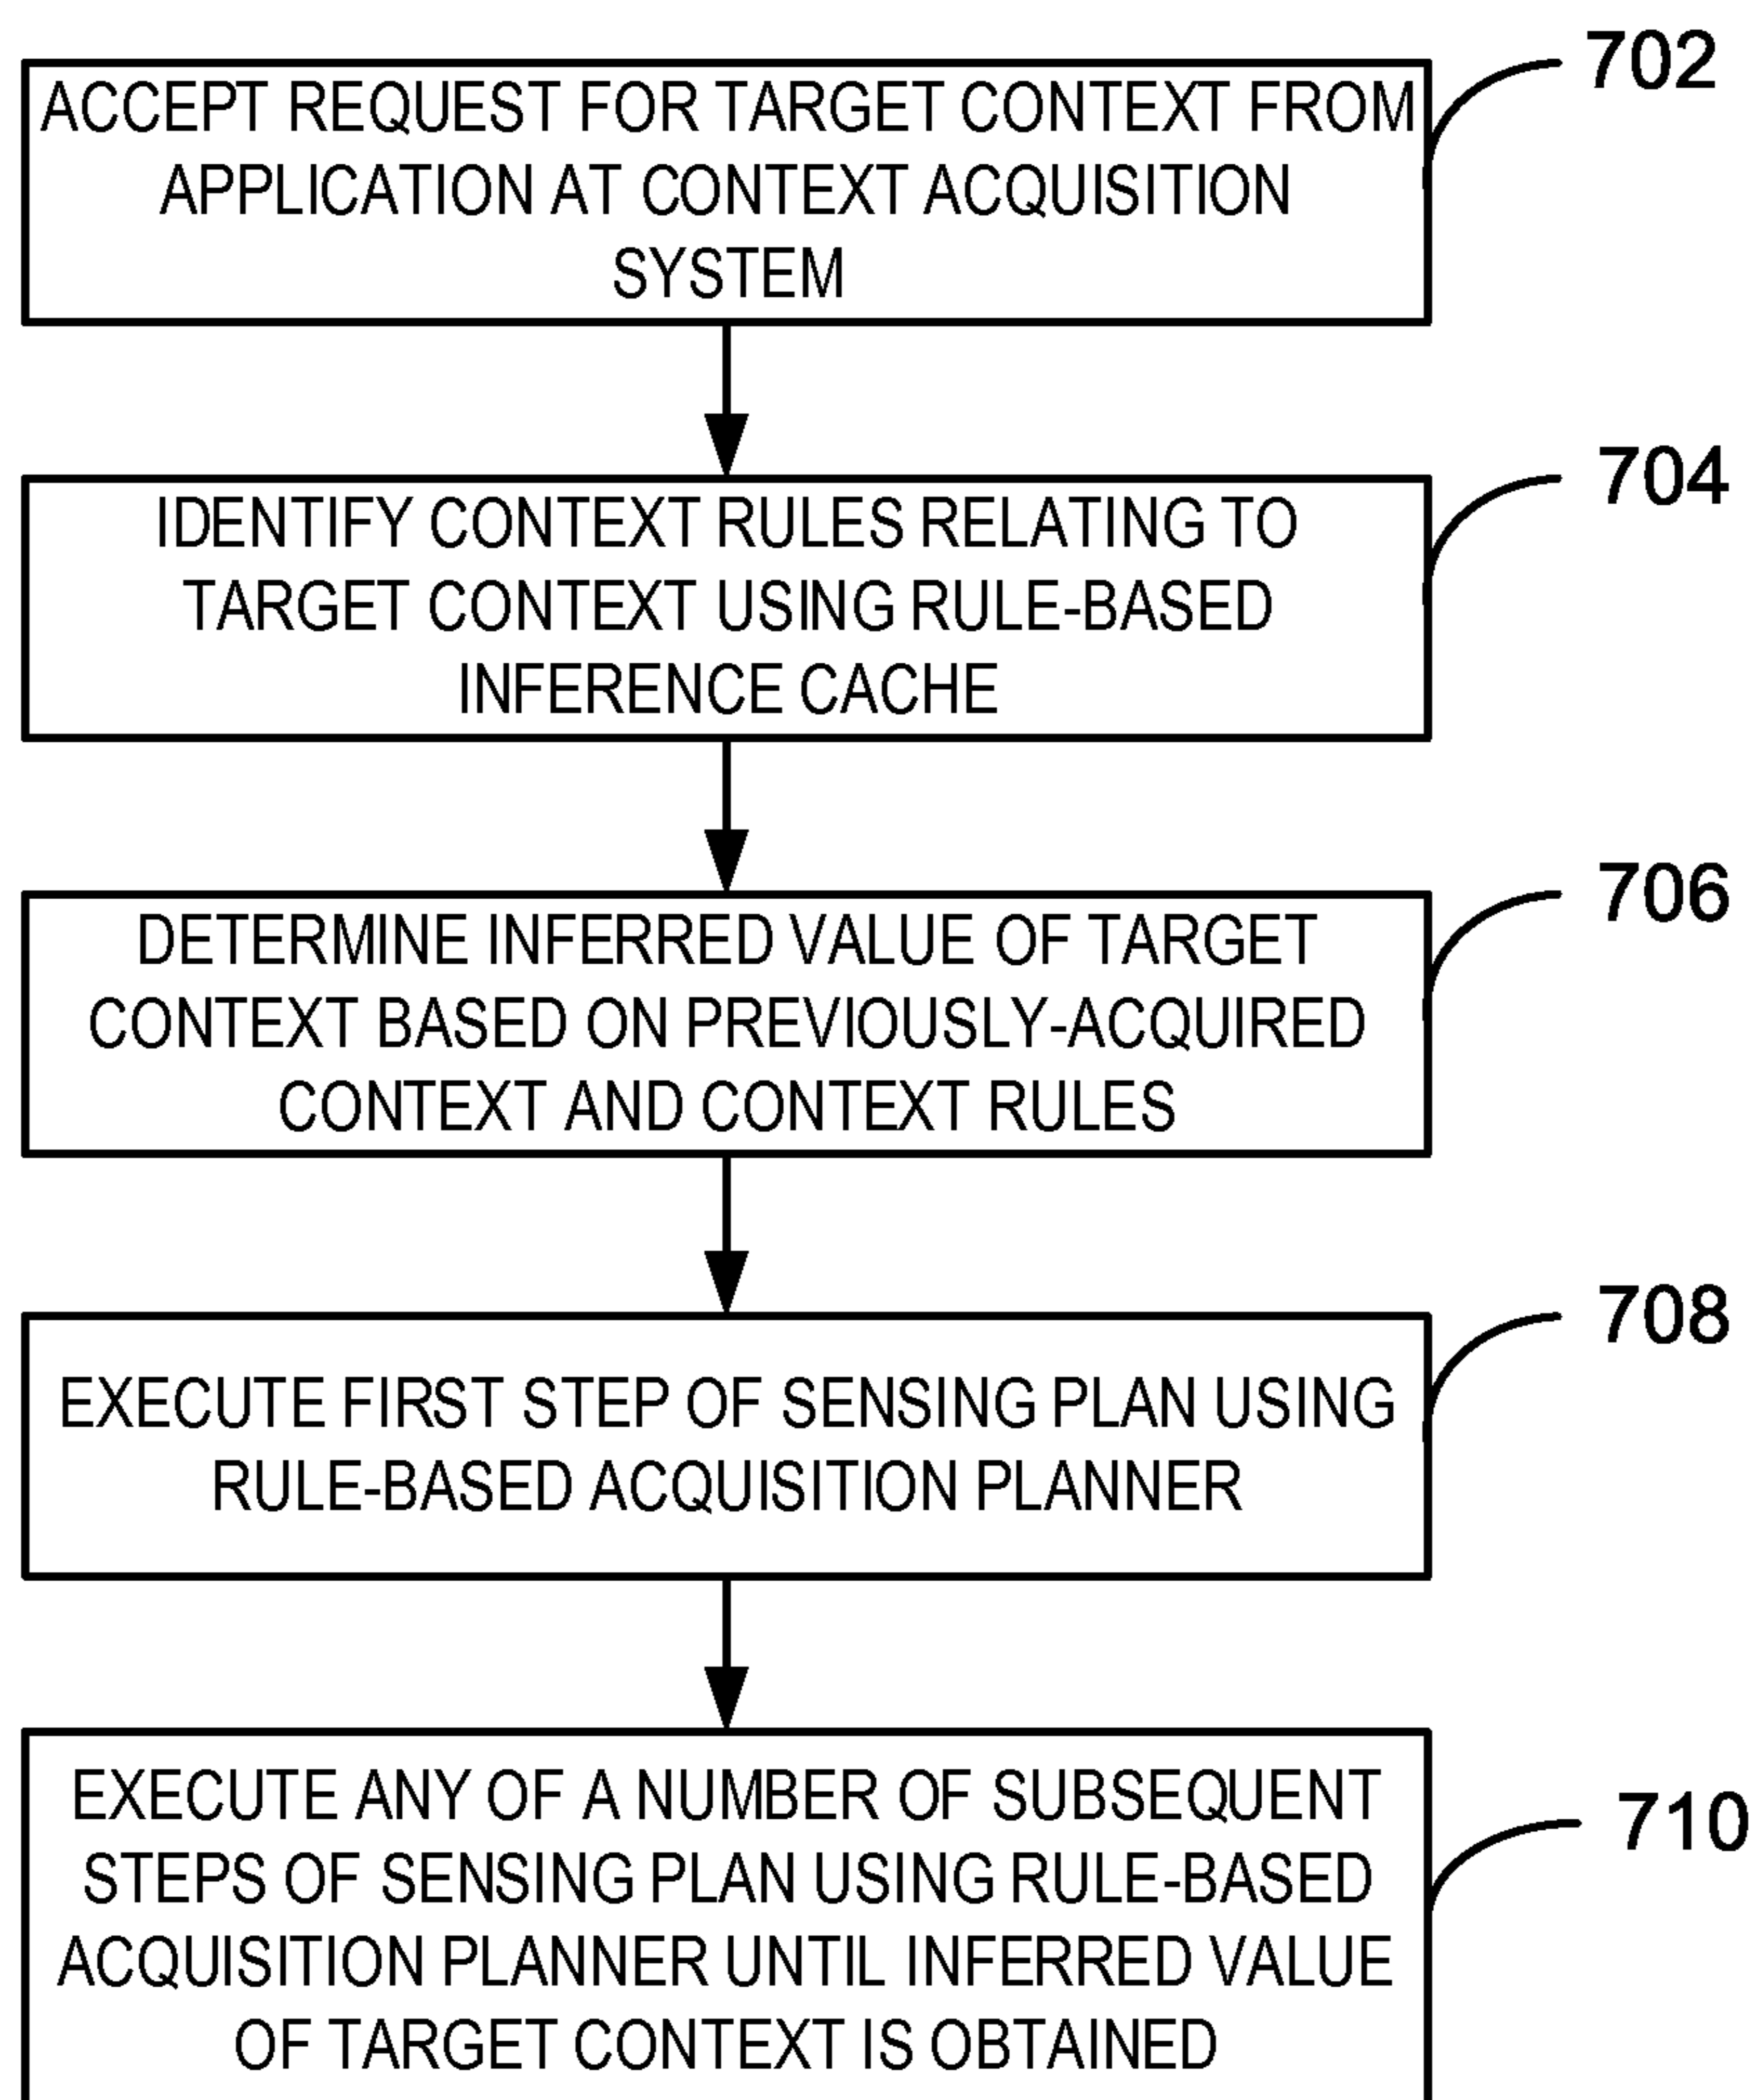 702
ACCEPT REQUEST FOR TARGET CONTEXT FROM
APPLICATION AT CONTEXT ACQUISITION
SYSTEM
704
IDENTIFY CONTEXT RULES RELATING TO
TARGET CONTEXT USING RULE-BASED
INFERENCE CACHE
706
DETERMINE INFERRED VALUE OF TARGET
CONTEXT BASED ON PREVIOUSLY-ACQUIRED
CONTEXT AND CONTEXT RULES
708
EXECUTE FIRST STEP OF SENSING PLAN USING
RULE-BASED ACQUISITION PLANNER
710
EXECUTE ANY OF A NUMBER OF SUBSEQUENT
STEPS OF SENSING PLAN USING RULE-BASED
ACQUISITION PLANNER UNTIL INFERRED VALUE
OF TARGET CONTEXT IS OBTAINED